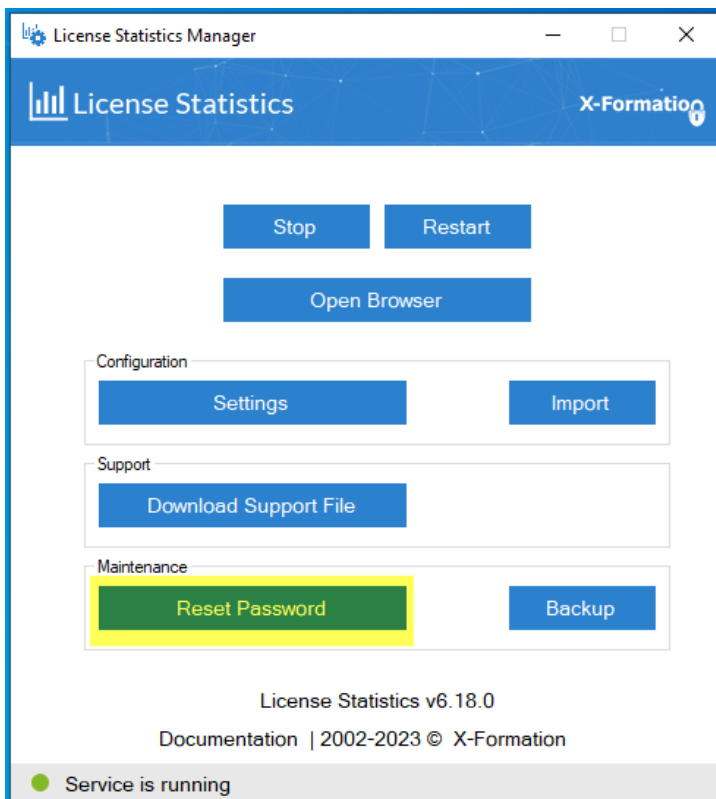 License Statistics Manager
License Statistics
X-Formation
Stop Restart
Open Browser
Configuration
Settings Import
Support
Download Support File
Maintenance
Reset Password Backup
License Statistics v6.18.0
Documentation | 2002-2023 © X-Formation
Service is running